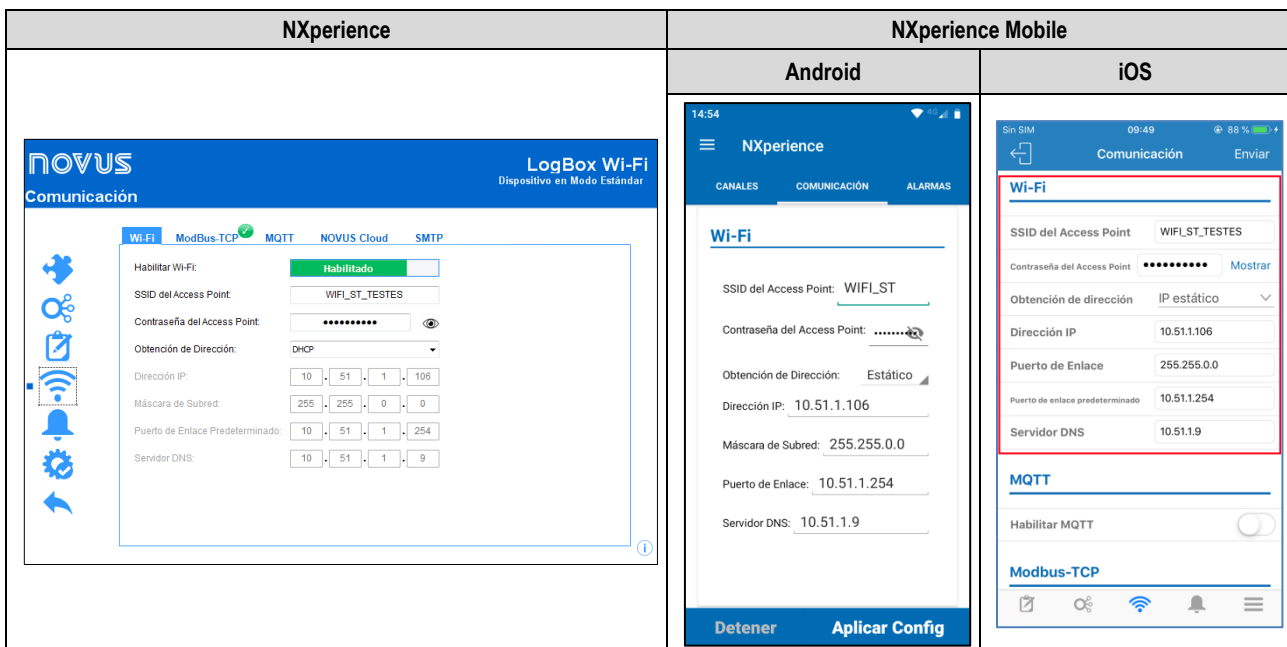 NXperience
NXperience Mobile
Android
iOS
NOVUS
LogBox Wi-Fi
Dispositivo en Modo Estándar
Comunicación
Wi-Fi ModBus-TCP MQTT NOVUS Cloud SMTP
Habilitar Wi-Fi: Habilitado
SSID del Access Point: WIFI_ST_TESTES
Contraseña del Access Point: ••••••••••
Obtención de Dirección: DHCP
Dirección IP: 10 . 51 . 1 . 106
Máscara de Subred: 255 . 255 . 0 . 0
Puerto de Enlace Predeterminado: 10 . 51 . 1 . 254
Servidor DNS: 10 . 51 . 1 . 9
i
14:54 4G
NXperience
CANALES COMUNICACIÓN ALARMAS
Wi-Fi
SSID del Access Point: WIFI_ST
Contraseña del Access Point: ••••••••
Obtención de Dirección: Estático
Dirección IP: 10.51.1.106
Máscara de Subred: 255.255.0.0
Puerto de Enlace: 10.51.1.254
Servidor DNS: 10.51.1.9
Detener Aplicar Config
Sin SIM 09:49 88 %
Comunicación Enviar
Wi-Fi
SSID del Access Point WIFI_ST_TESTES
Contraseña del Access Point •••••••••• Mostrar
Obtención de dirección IP estático
Dirección IP 10.51.1.106
Puerto de Enlace 255.255.0.0
Puerto de enlace predeterminado 10.51.1.254
Servidor DNS 10.51.1.9
MQTT
Habilitar MQTT
Modbus-TCP